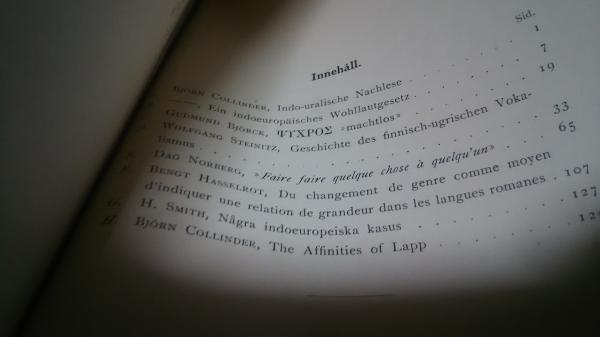 Innehåll.
Sid.
BJÖRN COLLINDER, Indo-uralische Nachlese . . . . . . . 1
———, Ein indoeuropäisches Wohllautgesetz . . . . . . . 7
GUDMUND BJÖRCK, ΨΥΧΡΟΣ »machtlos» . . . . . . . 19
WOLFGANG STEINITZ, Geschichte des finnisch-ugrischen Voka-
lismus . . . . . . . . . . . . 33
DAG NORBERG, »Faire faire quelque chose à quelqu'un» . . . . 65
BENGT HASSELROT, Du changement de genre comme moyen
d'indiquer une relation de grandeur dans les langues romanes . 107
H. SMITH, Några indoeuropeiska kasus . . . . . . . 127
BJÖRN COLLINDER, The Affinities of Lapp . . . . . . .